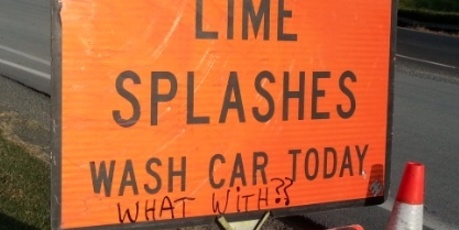 LIME
SPLASHES
WASH CAR TODAY
WHAT WITH??